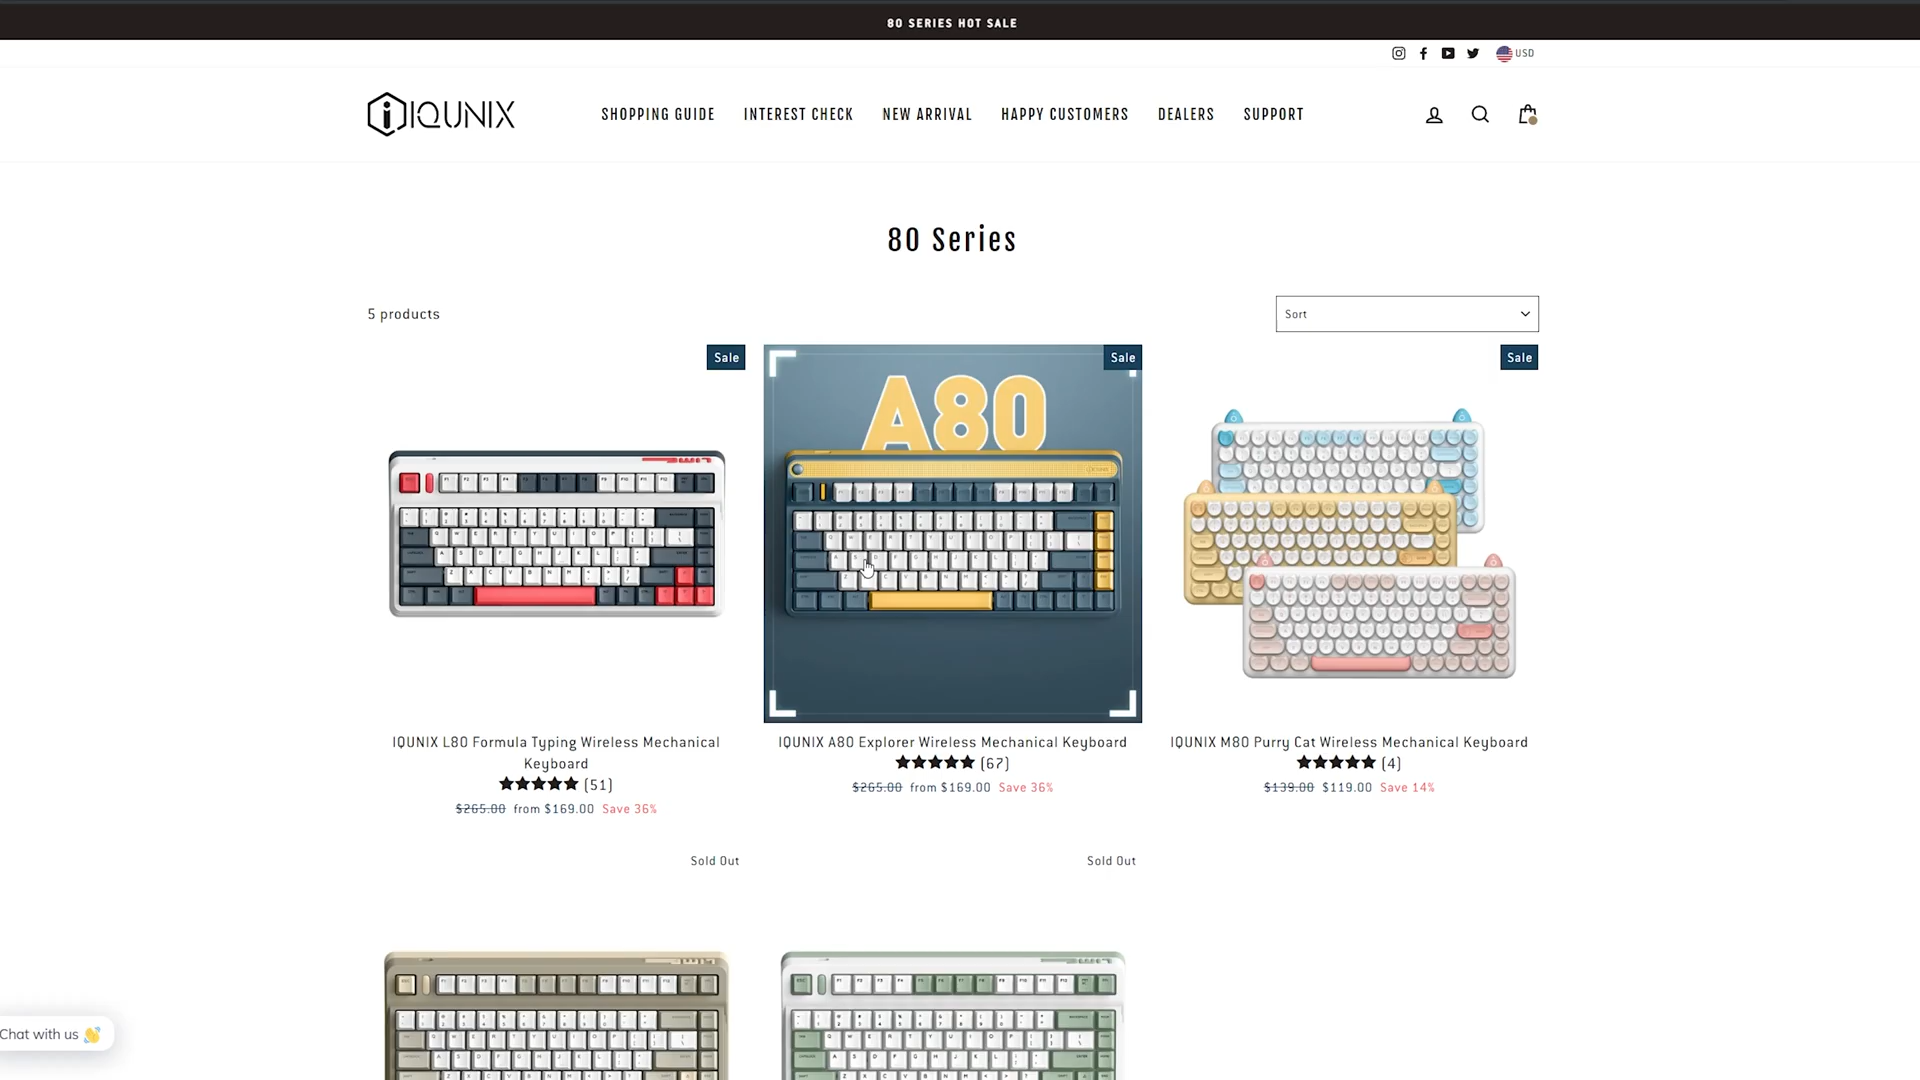 80 SERIES HOT SALE
USD
IQUNIX
SHOPPING GUIDE INTEREST CHECK NEW ARRIVAL HAPPY CUSTOMERS DEALERS SUPPORT
80 Series
5 products
Sort
Sale
Sale
Sale
A80
IQUNIX L80 Formula Typing Wireless Mechanical
Keyboard
(51)
$265.00 from $169.00 Save 36%
IQUNIX A80 Explorer Wireless Mechanical Keyboard
(67)
$265.00 from $169.00 Save 36%
IQUNIX M80 Purry Cat Wireless Mechanical Keyboard
(4)
$139.00 $119.00 Save 14%
Sold Out
Sold Out
Chat with us 👋